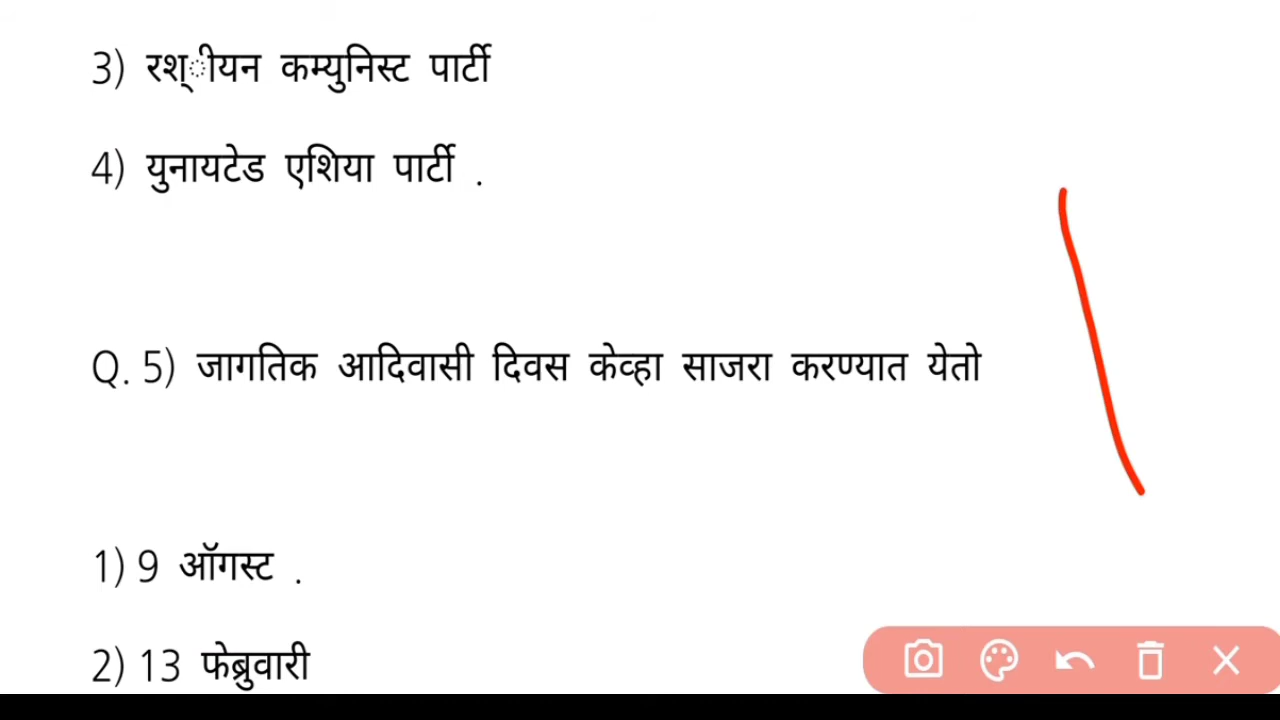 3) रश्ीयन कम्युनिस्ट पार्टी
4) युनायटेड एशिया पार्टी .
Q. 5) जागतिक आदिवासी दिवस केव्हा साजरा करण्यात येतो
1) 9 ऑगस्ट .
2) 13 फेब्रुवारी